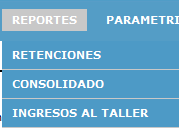 REPORTES PARAMETRI
RETENCIONES
CONSOLIDADO
INGRESOS AL TALLER